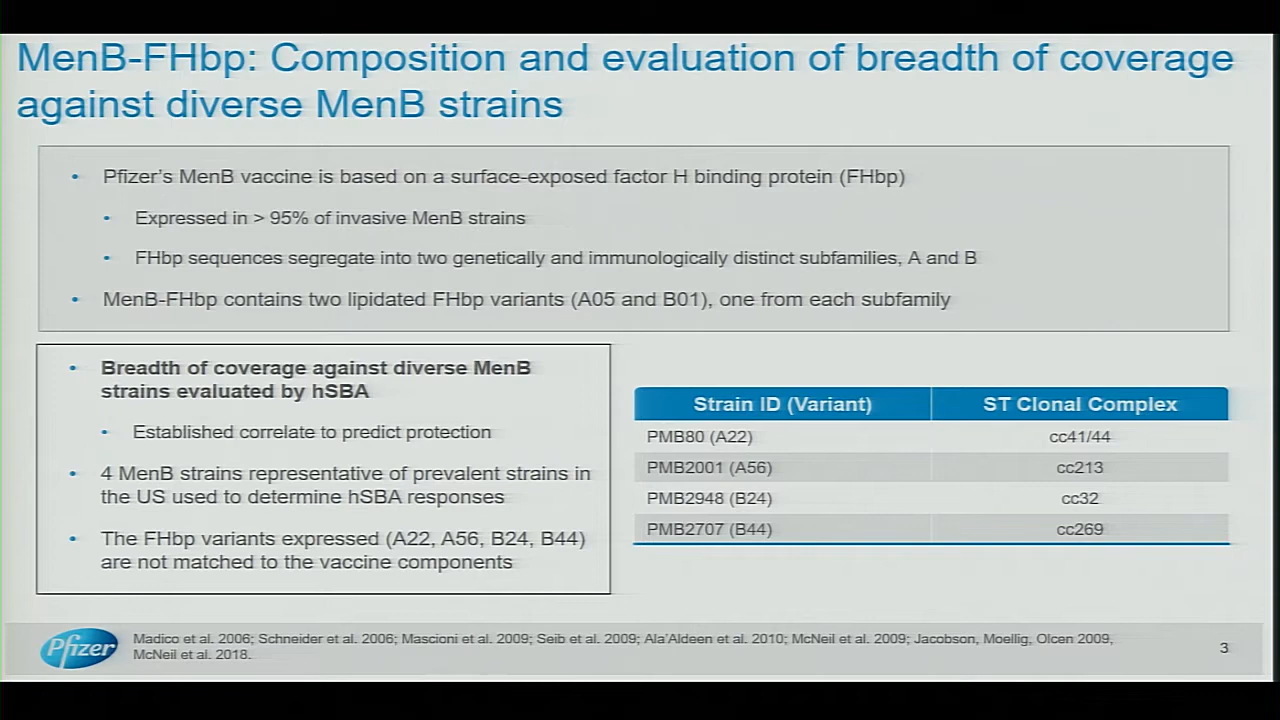 MenB-FHbp: Composition and evaluation of breadth of coverage
against diverse MenB strains
• Pfizer's MenB vaccine is based on a surface-exposed factor H binding protein (FHbp)
• Expressed in > 95% of invasive MenB strains
• FHbp sequences segregate into two genetically and immunologically distinct subfamilies, A and B
• MenB-FHbp contains two lipidated FHbp variants (A05 and B01), one from each subfamily
• Breadth of coverage against diverse MenB
strains evaluated by hSBA
• Established correlate to predict protection
• 4 MenB strains representative of prevalent strains in
the US used to determine hSBA responses
• The FHbp variants expressed (A22, A56, B24, B44)
are not matched to the vaccine components
Strain ID (Variant) ST Clonal Complex
PMB80 (A22) cc41/44
PMB2001 (A56) cc213
PMB2948 (B24) cc32
PMB2707 (B44) cc269
Pfizer
Madico et al. 2006; Schneider et al. 2006; Mascioni et al. 2009; Seib et al. 2009; Ala'Aldeen et al. 2010; McNeil et al. 2009; Jacobson, Moellig, Olcen 2009,
McNeil et al. 2018.
3